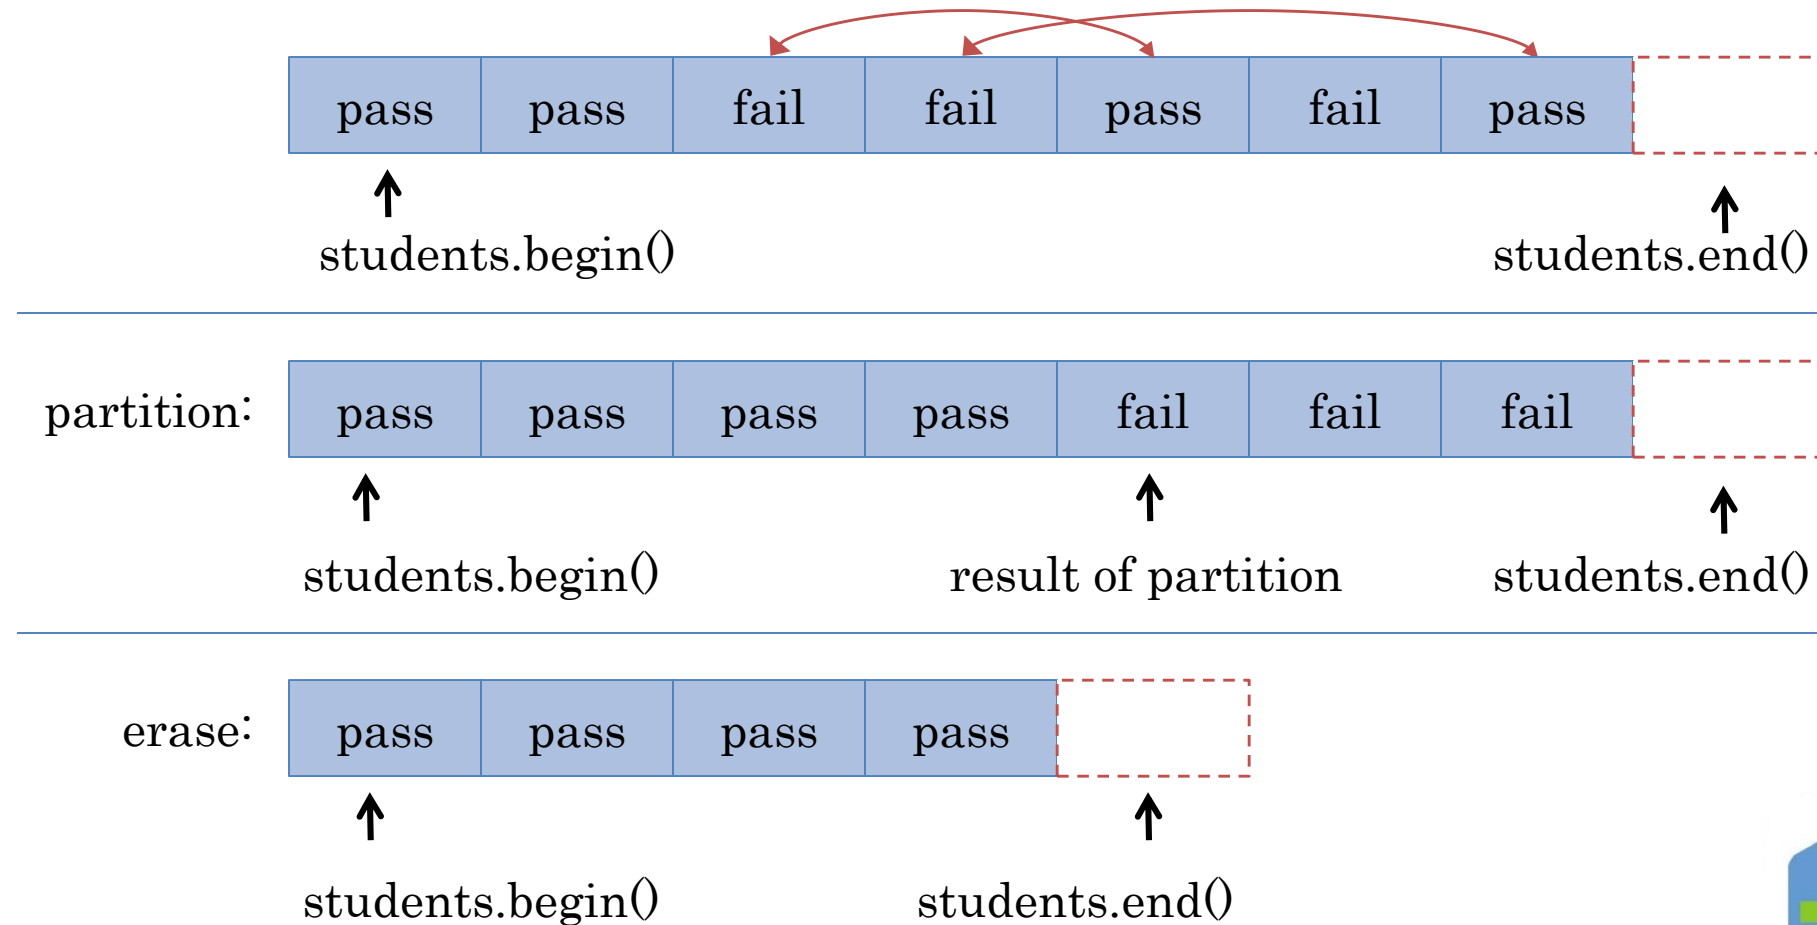 pass pass fail fail pass fail pass
students.begin() students.end()
partition: pass pass pass pass fail fail fail
students.begin() result of partition students.end()
erase: pass pass pass pass
students.begin() students.end()